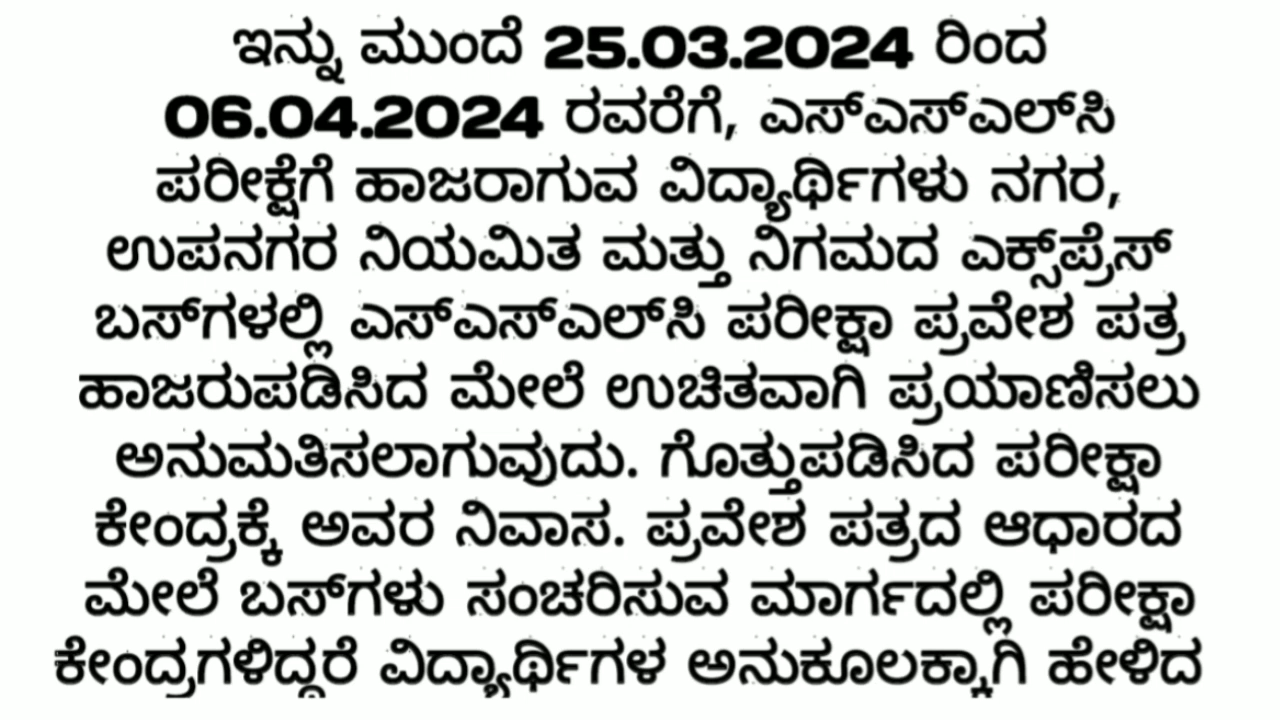 ಇನ್ನು ಮುಂದೆ 25.03.2024 ರಿಂದ
06.04.2024 ರವರೆಗೆ, ಎಸ್‌ಎಸ್‌ಎಲ್‌ಸಿ
ಪರೀಕ್ಷೆಗೆ ಹಾಜರಾಗುವ ವಿದ್ಯಾರ್ಥಿಗಳು ನಗರ,
ಉಪನಗರ ನಿಯಮಿತ ಮತ್ತು ನಿಗಮದ ಎಕ್ಸ್‌ಪ್ರೆಸ್
ಬಸ್‌ಗಳಲ್ಲಿ ಎಸ್‌ಎಸ್‌ಎಲ್‌ಸಿ ಪರೀಕ್ಷಾ ಪ್ರವೇಶ ಪತ್ರ
ಹಾಜರುಪಡಿಸಿದ ಮೇಲೆ ಉಚಿತವಾಗಿ ಪ್ರಯಾಣಿಸಲು
ಅನುಮತಿಸಲಾಗುವುದು. ಗೊತ್ತುಪಡಿಸಿದ ಪರೀಕ್ಷಾ
ಕೇಂದ್ರಕ್ಕೆ ಅವರ ನಿವಾಸ. ಪ್ರವೇಶ ಪತ್ರದ ಆಧಾರದ
ಮೇಲೆ ಬಸ್‌ಗಳು ಸಂಚರಿಸುವ ಮಾರ್ಗದಲ್ಲಿ ಪರೀಕ್ಷಾ
ಕೇಂದ್ರಗಳಿದ್ದರೆ ವಿದ್ಯಾರ್ಥಿಗಳ ಅನುಕೂಲಕ್ಕಾಗಿ ಹೇಳಿದ